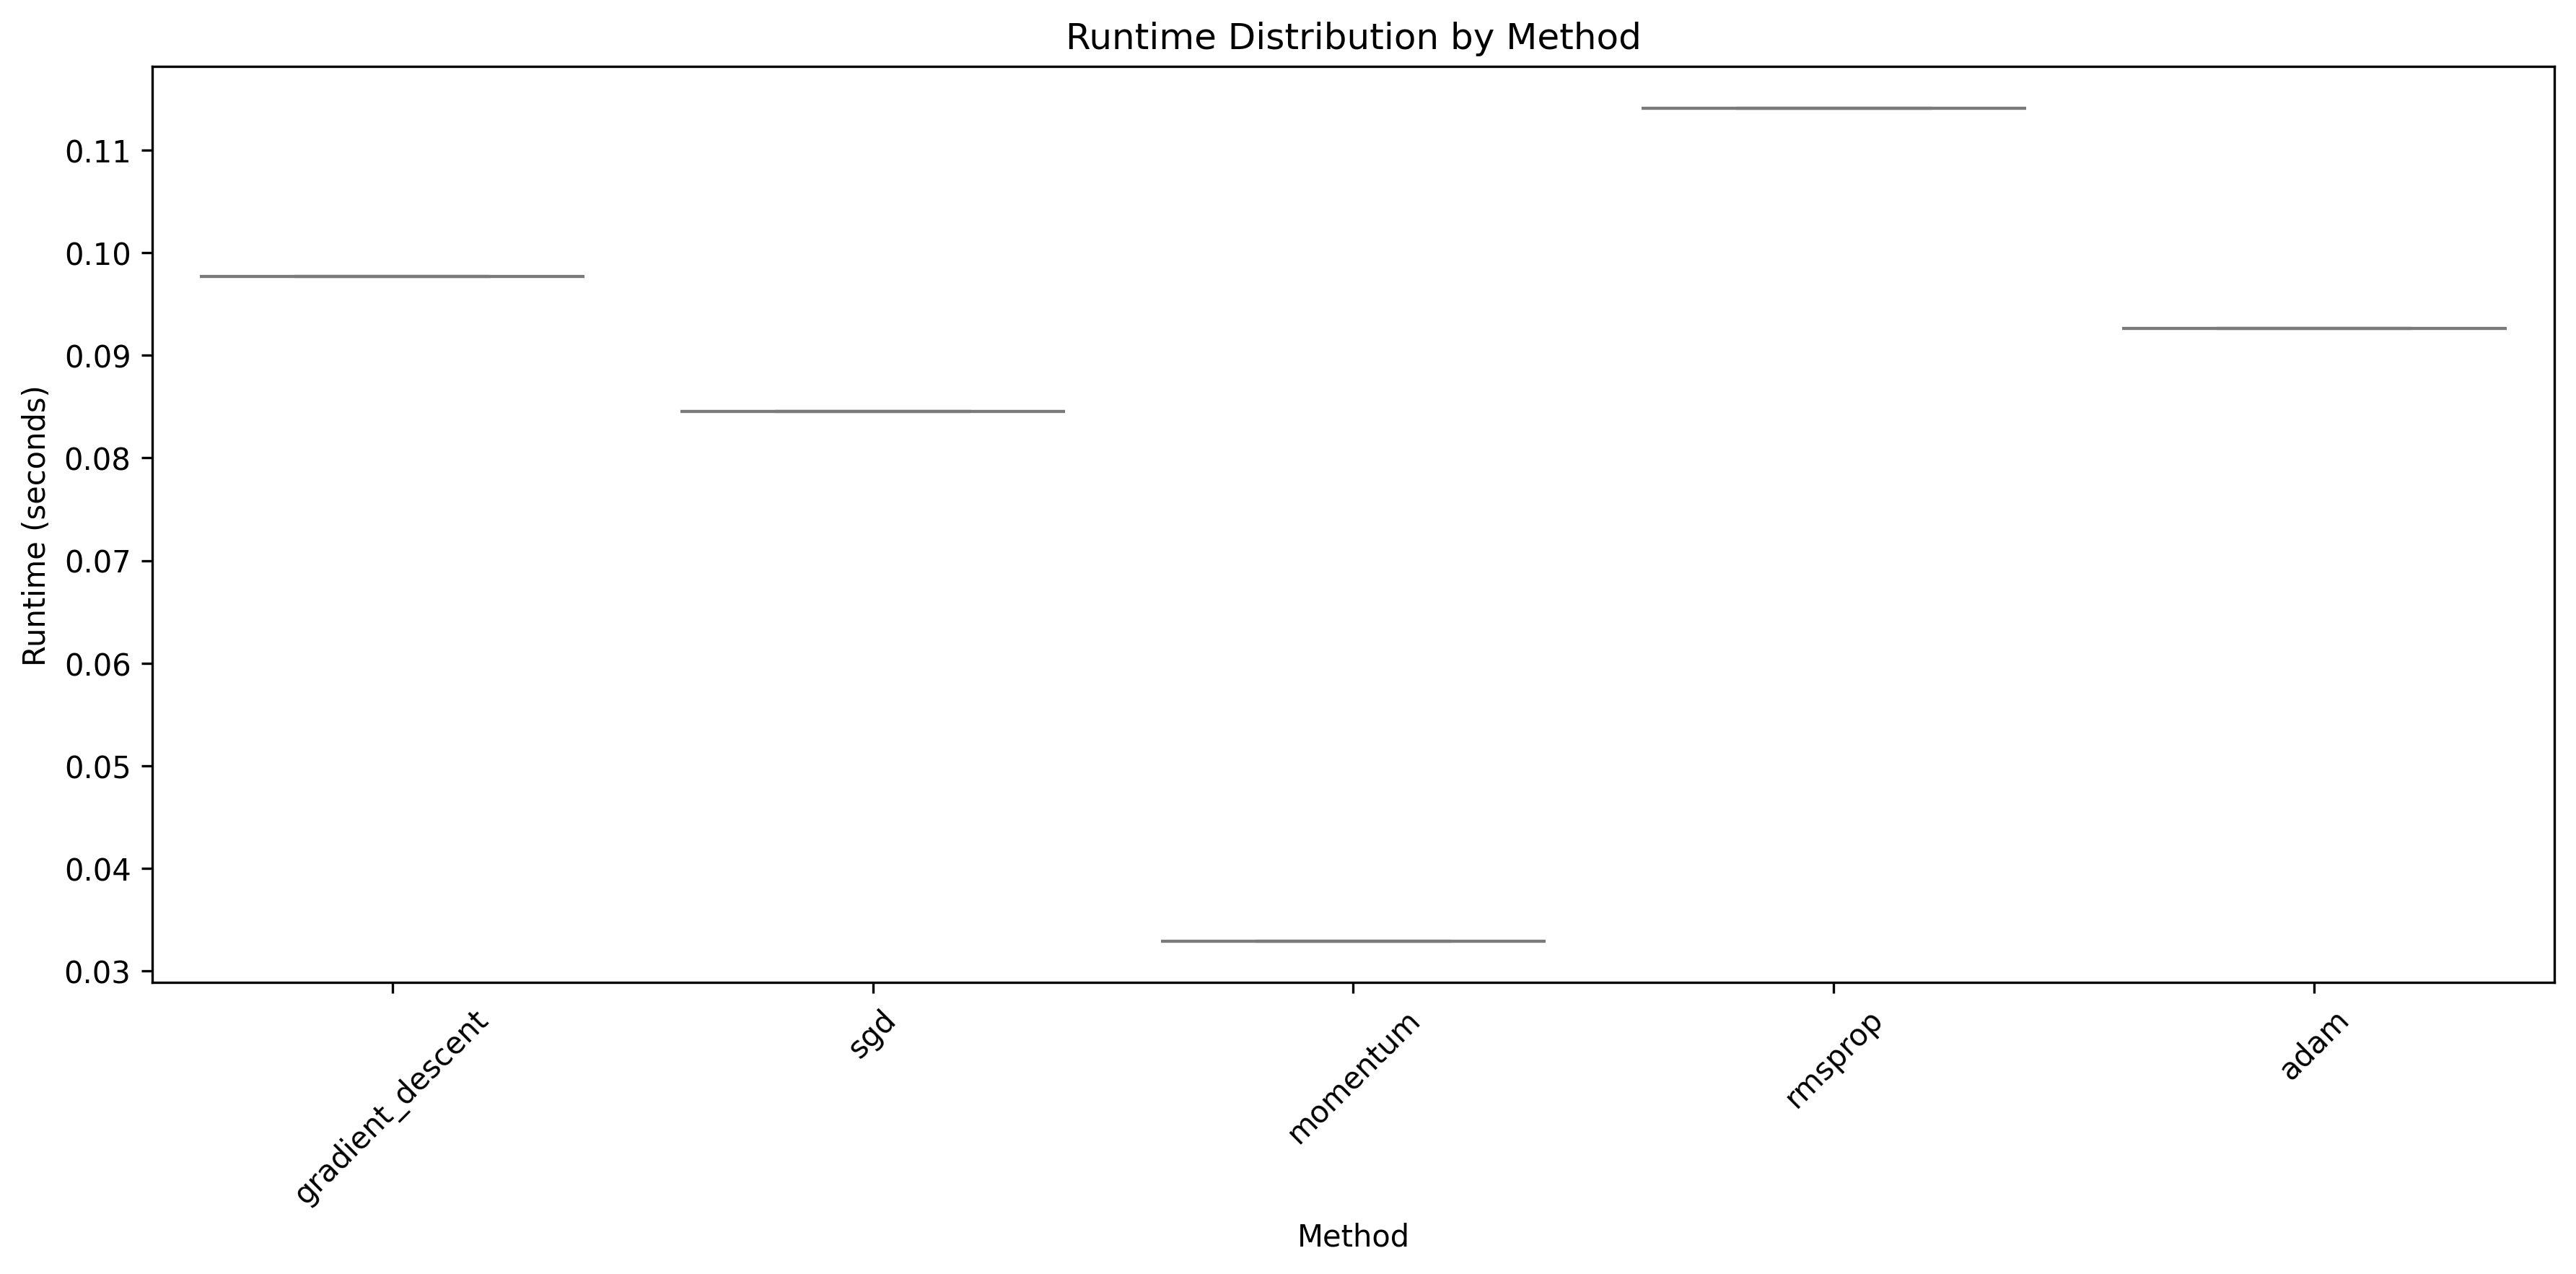 Runtime Distribution by Method
Runtime (seconds)
0.11
0.10
0.09
0.08
0.07
0.06
0.05
0.04
0.03
gradient_descent
sgd
momentum
rmsprop
adam
Method